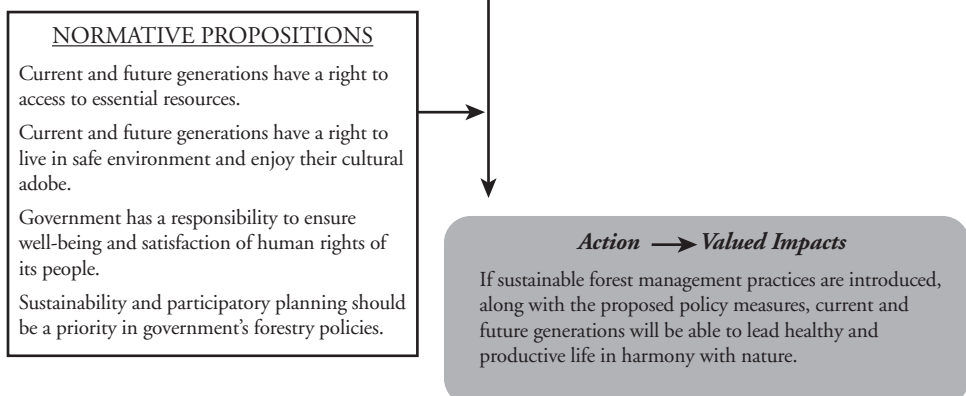 NORMATIVE PROPOSITIONS
Current and future generations have a right to
access to essential resources.
Current and future generations have a right to
live in safe environment and enjoy their cultural
adobe.
Government has a responsibility to ensure
well-being and satisfaction of human rights of
its people.
Sustainability and participatory planning should
be a priority in government’s forestry policies.
Action → Valued Impacts
If sustainable forest management practices are introduced,
along with the proposed policy measures, current and
future generations will be able to lead healthy and
productive life in harmony with nature.